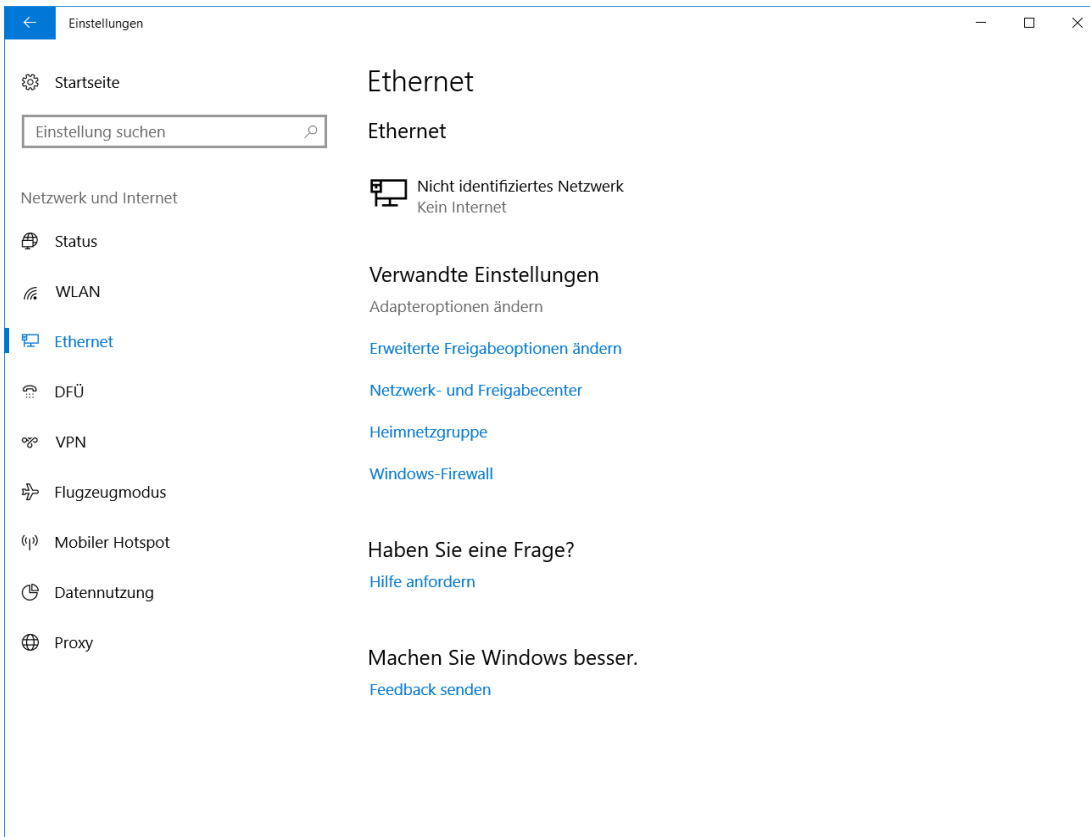 Einstellungen
Startseite
Einstellung suchen
Netzwerk und Internet
Status
WLAN
Ethernet
DFÜ
VPN
Flugzeugmodus
Mobiler Hotspot
Datennutzung
Proxy
Ethernet
Ethernet
Nicht identifiziertes Netzwerk
Kein Internet
Verwandte Einstellungen
Adapteroptionen ändern
Erweiterte Freigabeoptionen ändern
Netzwerk- und Freigabecenter
Heimnetzgruppe
Windows-Firewall
Haben Sie eine Frage?
Hilfe anfordern
Machen Sie Windows besser.
Feedback senden